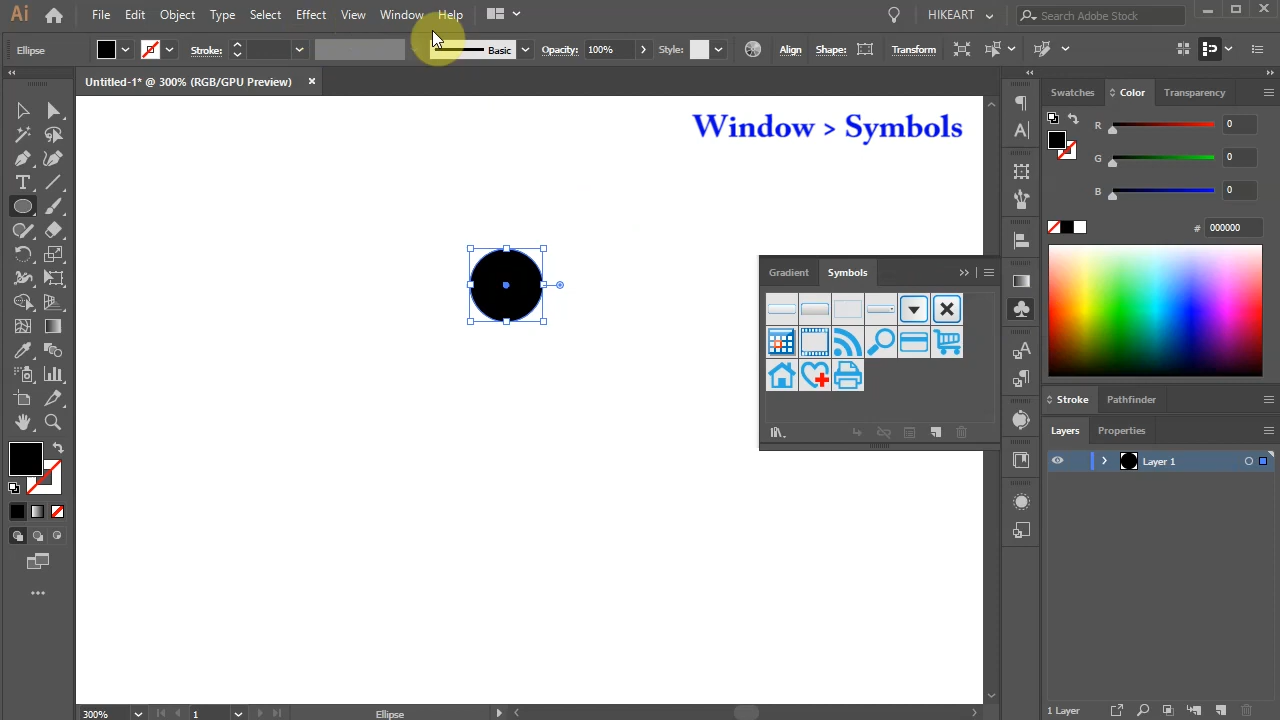 Ai File Edit Object Type Select Effect View Window Help HIKEART Search Adobe Stock
Ellipse Stroke: Basic Opacity: 100% Style: Align Shape: Transform
Untitled-1* @ 300% (RGB/GPU Preview) ×
Swatches Color Transparency
Window > Symbols
R 0
G 0
B 0
# 000000
Gradient Symbols
Stroke Pathfinder
Layers Properties
Layer 1
1 Layer
300% 1 Ellipse